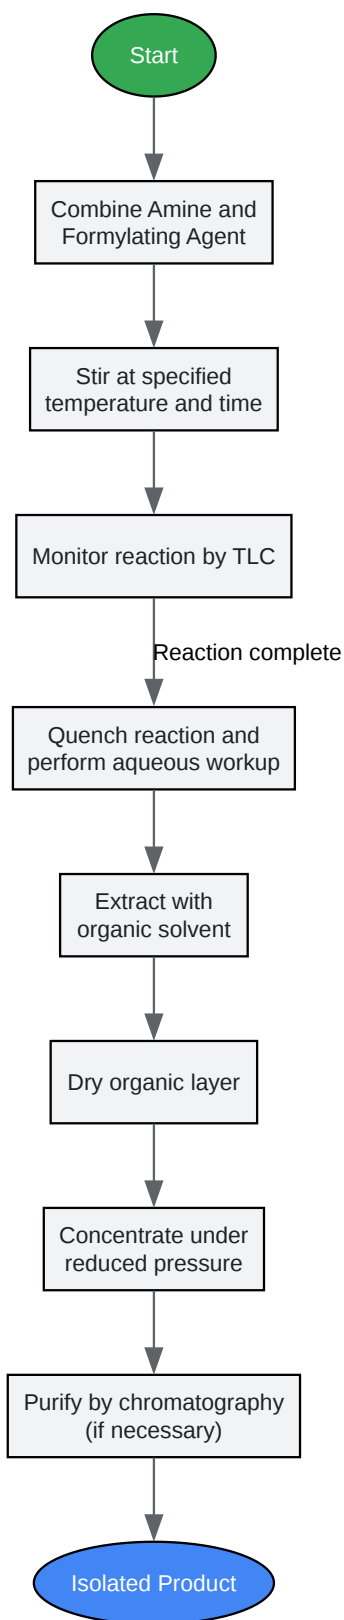 Start
Combine Amine and
Formylating Agent
Stir at specified
temperature and time
Monitor reaction by TLC
Reaction complete
Quench reaction and
perform aqueous workup
Extract with
organic solvent
Dry organic layer
Concentrate under
reduced pressure
Purify by chromatography
(if necessary)
Isolated Product